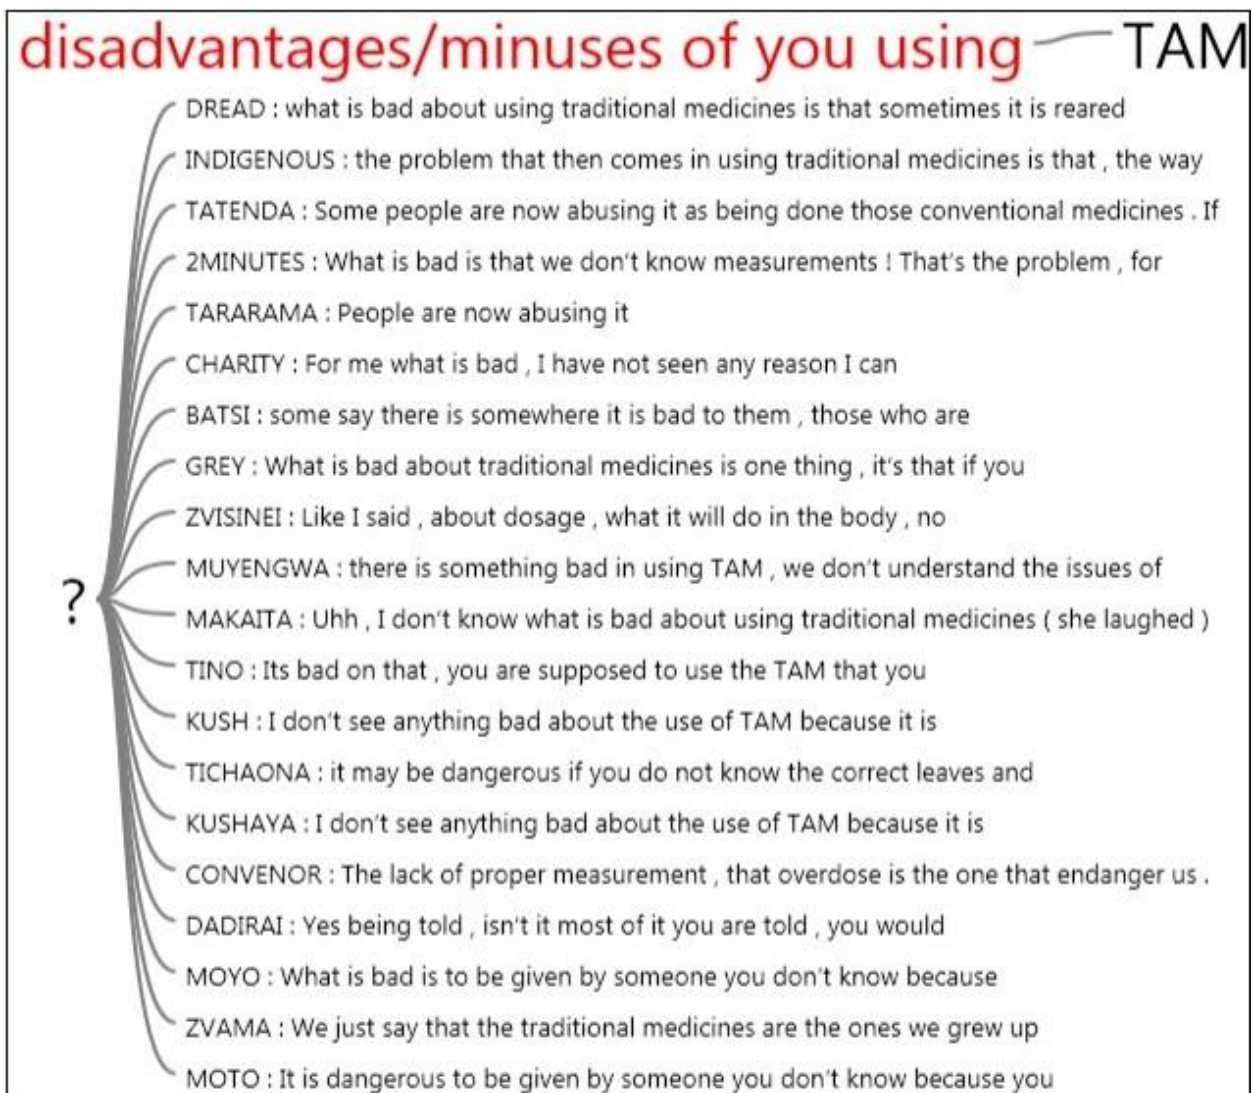 disadvantages/minuses of you using TAM
DREAD : what is bad about using traditional medicines is that sometimes it is reared
INDIGENOUS : the problem that then comes in using traditional medicines is that , the way
TATENDA : Some people are now abusing it as being done those conventional medicines . If
2MINUTES : What is bad is that we don't know measurements ! That's the problem , for
TARARAMA : People are now abusing it
CHARITY : For me what is bad , I have not seen any reason I can
BATSI : some say there is somewhere it is bad to them , those who are
GREY : What is bad about traditional medicines is one thing , it's that if you
ZVISINEI : Like I said , about dosage , what it will do in the body , no
MUYENGWA : there is something bad in using TAM , we don't understand the issues of
?
MAKAITA : Uhh , I don't know what is bad about using traditional medicines ( she laughed )
TINO : Its bad on that , you are supposed to use the TAM that you
KUSH : I don't see anything bad about the use of TAM because it is
TICHAONA : it may be dangerous if you do not know the correct leaves and
KUSHAYA : I don't see anything bad about the use of TAM because it is
CONVENOR : The lack of proper measurement , that overdose is the one that endanger us .
DADIRAI : Yes being told , isn't it most of it you are told , you would
MOYO : What is bad is to be given by someone you don't know because
ZVAMA : We just say that the traditional medicines are the ones we grew up
MOTO : It is dangerous to be given by someone you don't know because you